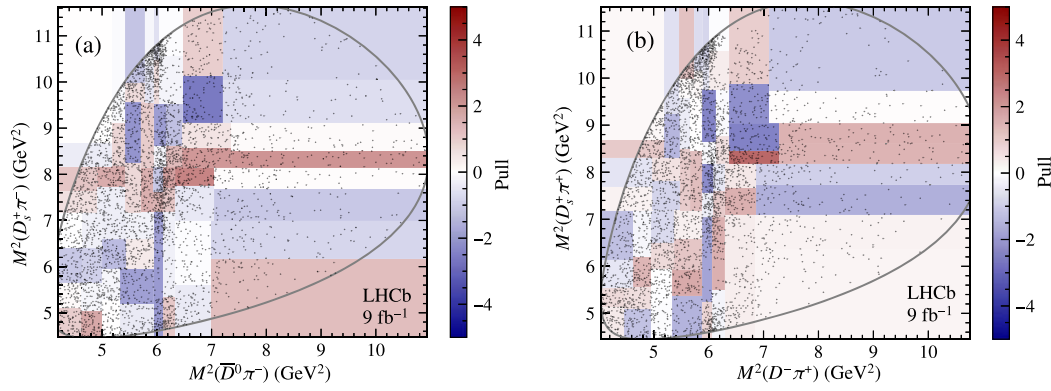 (a)
11
10
9
8
7
6
5
M²(D_s⁺π⁻) (GeV²)
5 6 7 8 9 10
M²(D̅⁰π⁻) (GeV²)
LHCb
9 fb⁻¹
4
2
0
−2
−4
Pull
(b)
11
10
9
8
7
6
5
M²(D_s⁺π⁺) (GeV²)
5 6 7 8 9 10
M²(D⁻π⁺) (GeV²)
LHCb
9 fb⁻¹
4
2
0
−2
−4
Pull